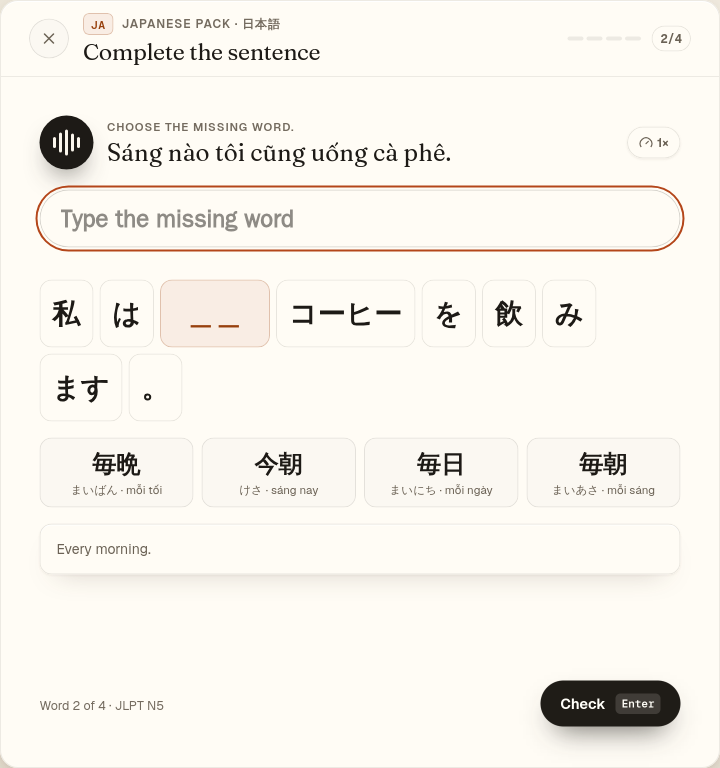 JA JAPANESE PACK · 日本語
Complete the sentence
2/4
CHOOSE THE MISSING WORD.
Sáng nào tôi cũng uống cà phê.
1×
Type the missing word
私 は _ _ コーヒー を 飲 み
ます 。
毎晩 今朝 毎日 毎朝
まいばん · mỗi tối けさ · sáng nay まいにち · mỗi ngày まいあさ · mỗi sáng
Every morning.
Word 2 of 4 · JLPT N5
Check Enter